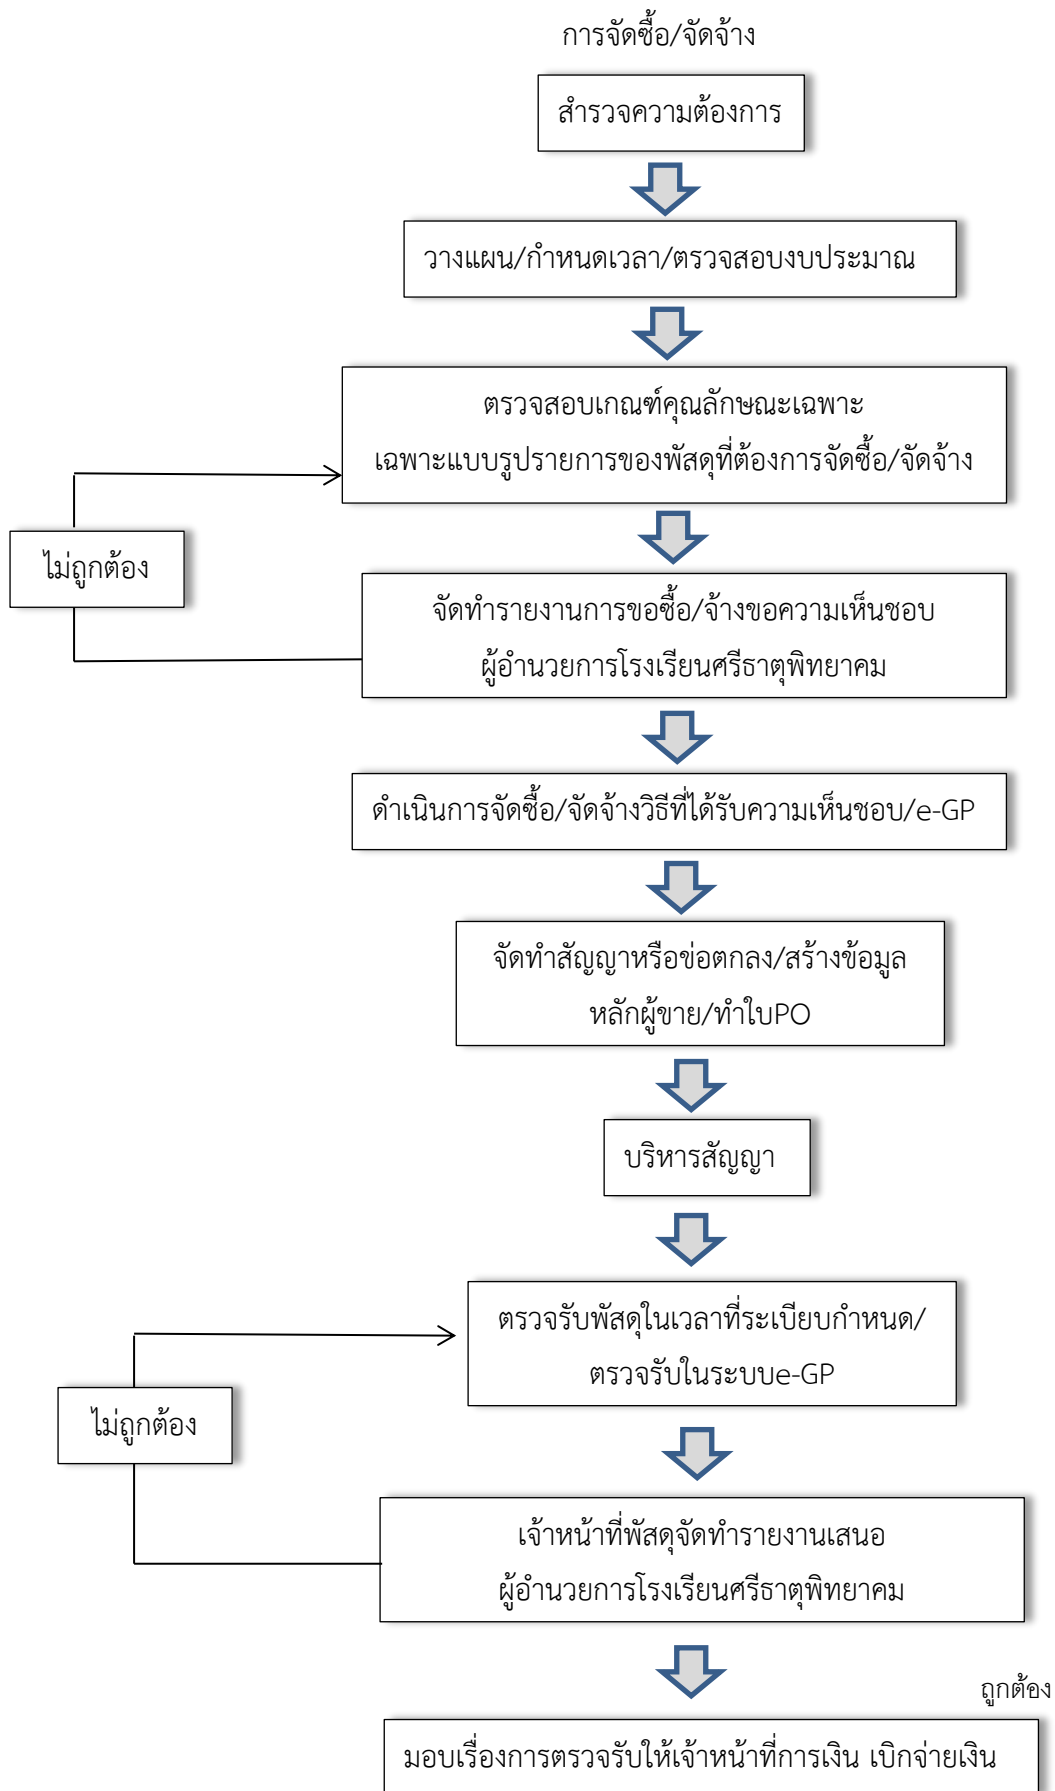 การจัดซื้อ/จัดจ้าง
สำรวจความต้องการ
วางแผน/กำหนดเวลา/ตรวจสอบงบประมาณ
ตรวจสอบเกณฑ์คุณลักษณะเฉพาะ
เฉพาะแบบรูปรายการของพัสดุที่ต้องการจัดซื้อ/จัดจ้าง
ไม่ถูกต้อง
จัดทำรายงานการขอซื้อ/จ้างขอความเห็นชอบ
ผู้อำนวยการโรงเรียนศรีธาตุพิทยาคม
ดำเนินการจัดซื้อ/จัดจ้างวิธีที่ได้รับความเห็นชอบ/e-GP
จัดทำสัญญาหรือข่อตกลง/สร้างข้อมูล
หลักผู้ขาย/ทำใบPO
บริหารสัญญา
ตรวจรับพัสดุในเวลาที่ระเบียบกำหนด/
ตรวจรับในระบบe-GP
ไม่ถูกต้อง
เจ้าหน้าที่พัสดุจัดทำรายงานเสนอ
ผู้อำนวยการโรงเรียนศรีธาตุพิทยาคม
ถูกต้อง
มอบเรื่องการตรวจรับให้เจ้าหน้าที่การเงิน เบิกจ่ายเงิน